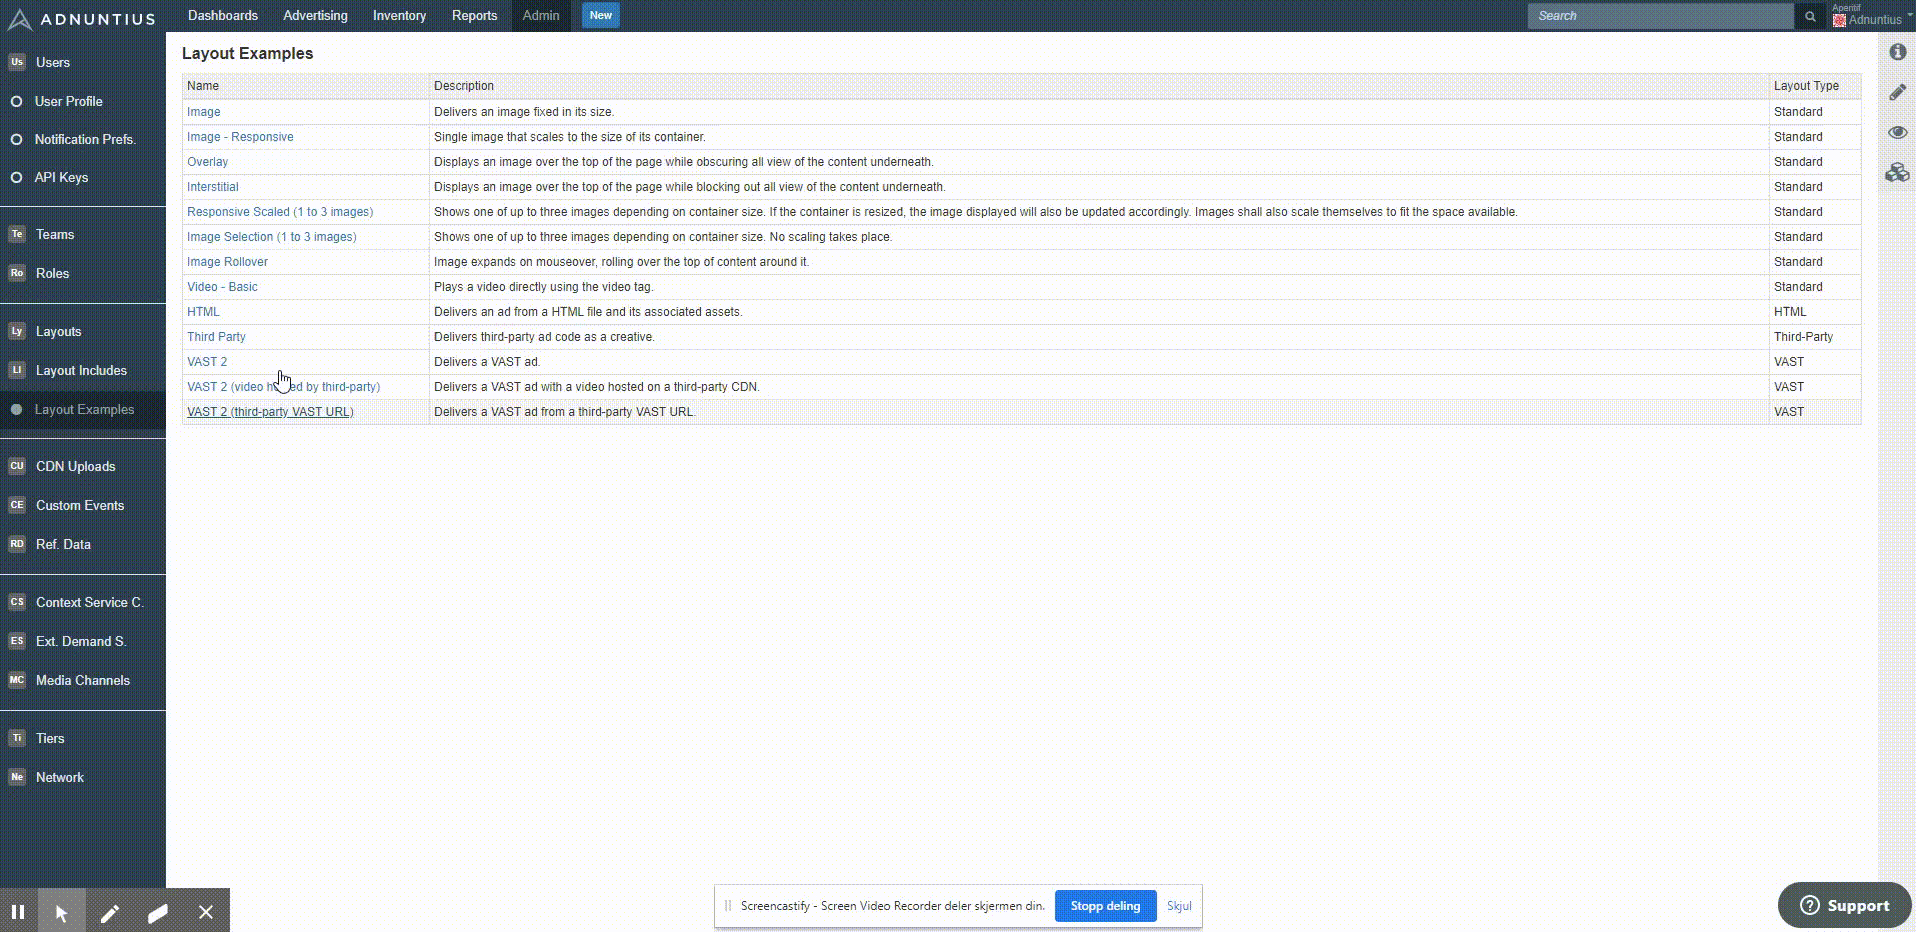 ADNUNTIUS
Dashboards
Advertising
Inventory
Reports
Admin
New
Search
Apentif
Adnuntius
Us Users
User Profile
Notification Prefs.
API Keys
Te Teams
Ro Roles
Ly Layouts
LI Layout Includes
Layout Examples
CU CDN Uploads
CE Custom Events
RD Ref. Data
CS Context Service C.
ES Ext. Demand S.
MC Media Channels
Ti Tiers
Ne Network
Layout Examples
Name Description Layout Type
Image Delivers an image fixed in its size. Standard
Image - Responsive Single image that scales to the size of its container. Standard
Overlay Displays an image over the top of the page while obscuring all view of the content underneath. Standard
Interstitial Displays an image over the top of the page while blocking out all view of the content underneath. Standard
Responsive Scaled (1 to 3 images) Shows one of up to three images depending on container size. If the container is resized, the image displayed will also be updated accordingly. Images shall also scale themselves to fit the space available. Standard
Image Selection (1 to 3 images) Shows one of up to three images depending on container size. No scaling takes place. Standard
Image Rollover Image expands on mouseover, rolling over the top of content around it. Standard
Video - Basic Plays a video directly using the video tag. Standard
HTML Delivers an ad from a HTML file and its associated assets. HTML
Third Party Delivers third-party ad code as a creative. Third-Party
VAST 2 Delivers a VAST ad. VAST
VAST 2 (video hosted by third-party) Delivers a VAST ad with a video hosted on a third-party CDN. VAST
VAST 2 (third-party VAST URL) Delivers a VAST ad from a third-party VAST URL. VAST
Screencastify - Screen Video Recorder deler skjermen din.
Stopp deling
Skjul
Support